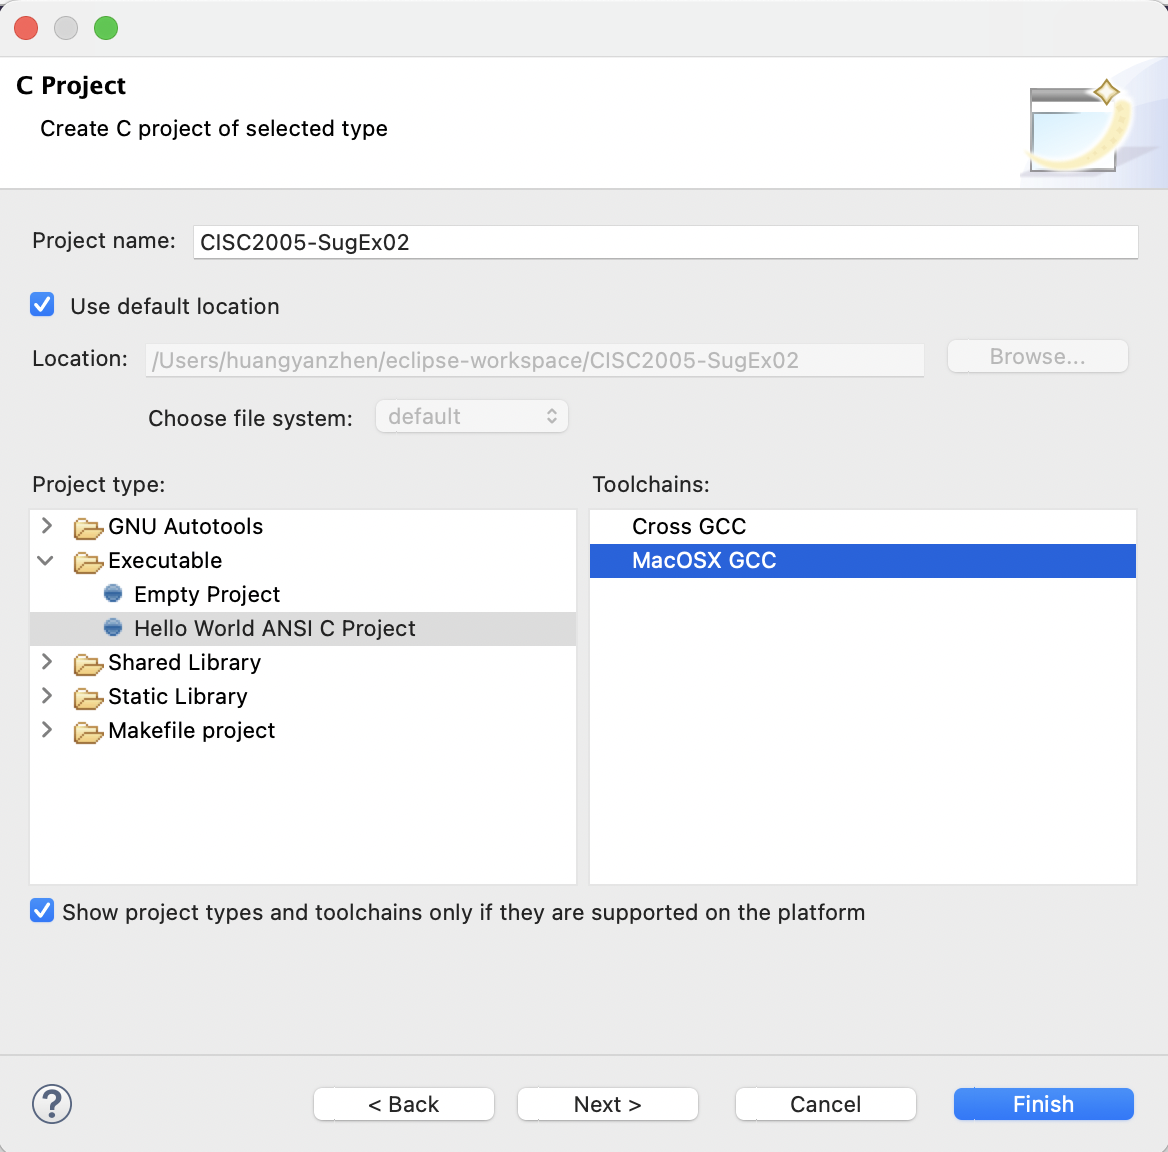 C Project
Create C project of selected type
Project name: CISC2005-SugEx02
Use default location
Location: /Users/huangyanzhen/eclipse-workspace/CISC2005-SugEx02 Browse...
Choose file system: default
Project type:
GNU Autotools
Executable
Empty Project
Hello World ANSI C Project
Shared Library
Static Library
Makefile project
Toolchains:
Cross GCC
MacOSX GCC
Show project types and toolchains only if they are supported on the platform
? < Back Next > Cancel Finish